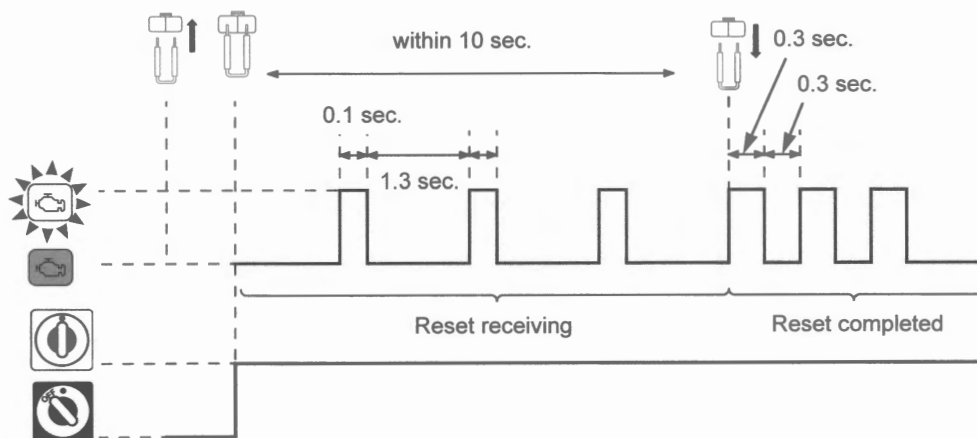 within 10 sec.
0.3 sec.
0.3 sec.
0.1 sec.
1.3 sec.
Reset receiving
Reset completed
OFF